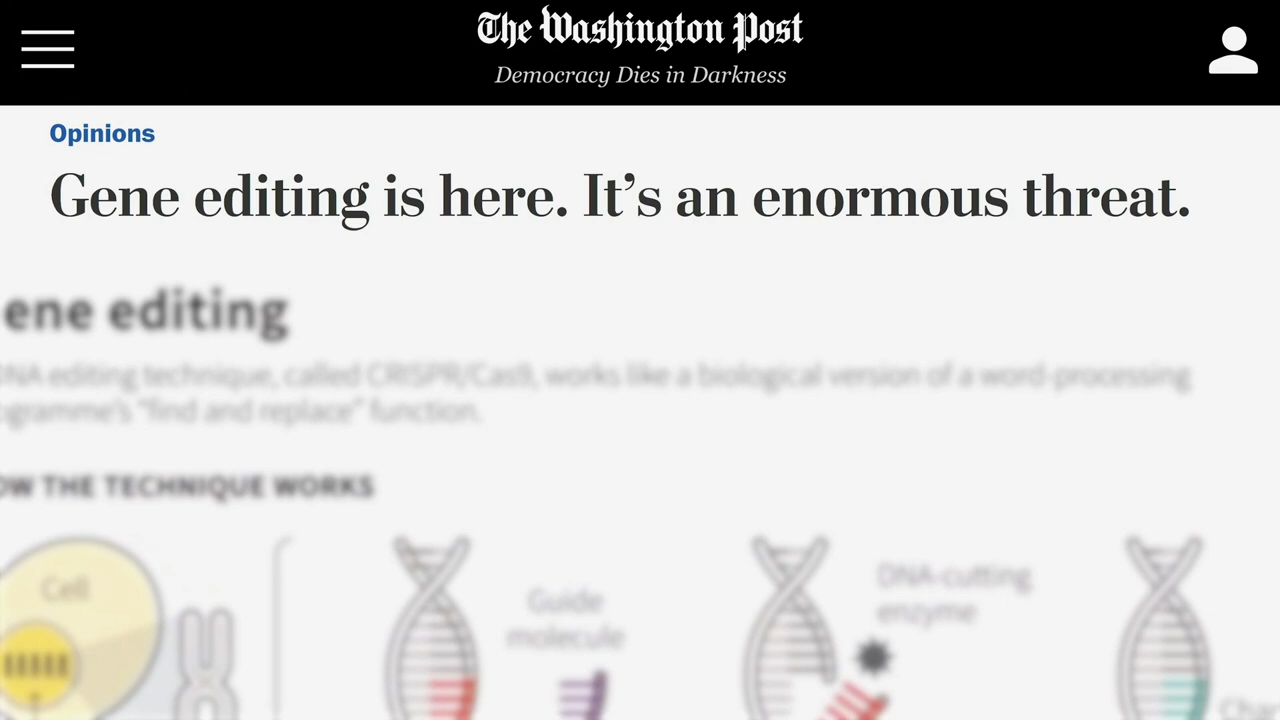 The Washington Post
Democracy Dies in Darkness
Opinions
Gene editing is here. It’s an enormous threat.
ene editing
DNA editing technique, called CRISPR/Cas9, works like a biological version of a word-processing
ogramme’s “find and replace” function.
OW THE TECHNIQUE WORKS
Cell
Guide
molecule
DNA-cutting
enzyme